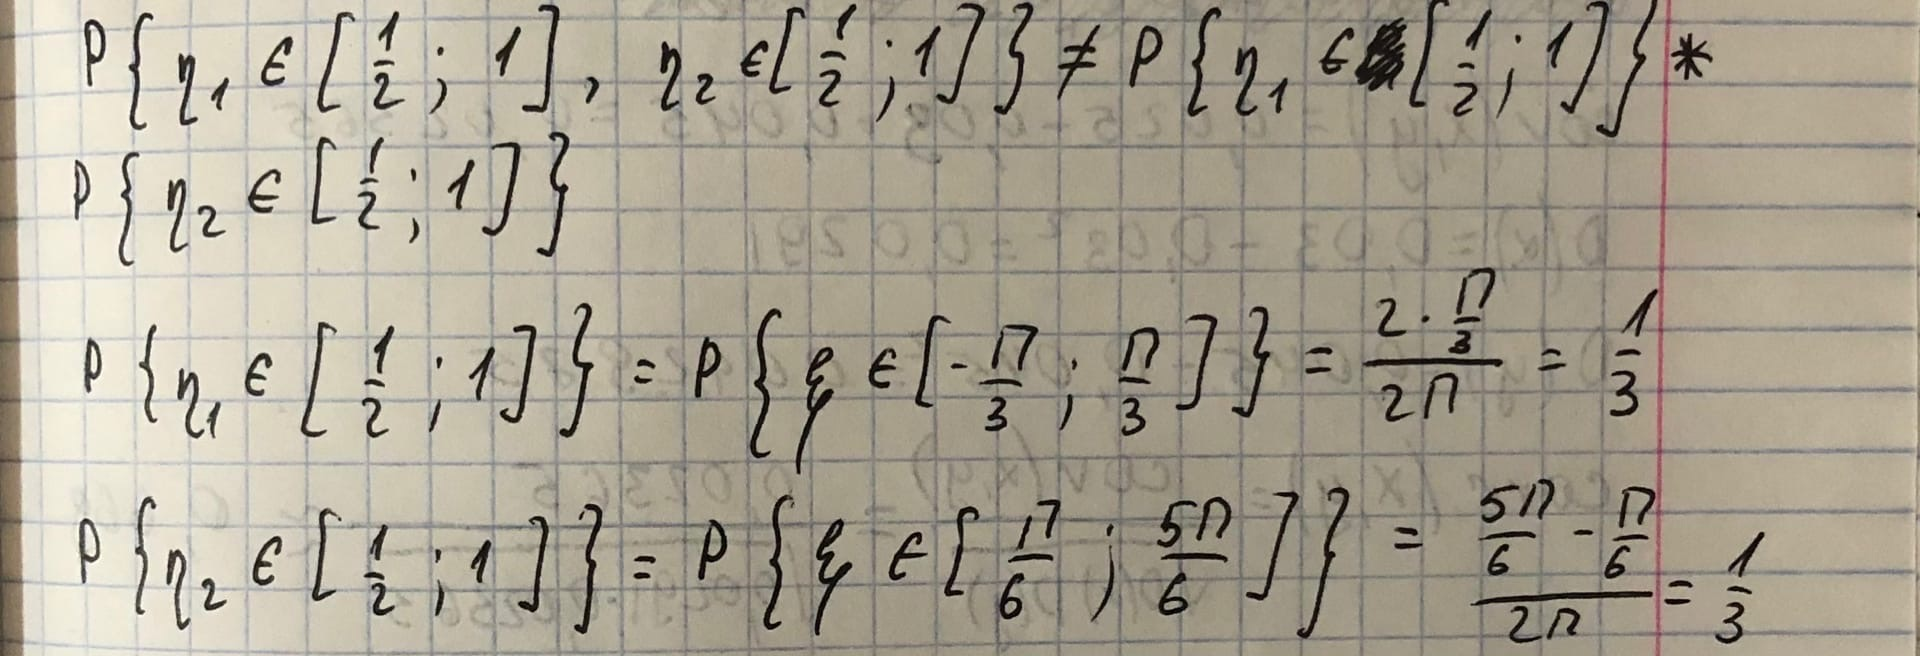 P{η₁ ∈ [1/2; 1], η₂ ∈ [1/2; 1]} ≠ P{η₁ ∈ [1/2; 1]} *
P{η₂ ∈ [1/2; 1]}
P{η₁ ∈ [1/2; 1]} = P{ξ ∈ [-π/3; π/3]} = (2 · π/3)/(2π) = 1/3
P{η₂ ∈ [1/2; 1]} = P{ξ ∈ [π/6; 5π/6]} = (5π/6 - π/6)/(2π) = 1/3